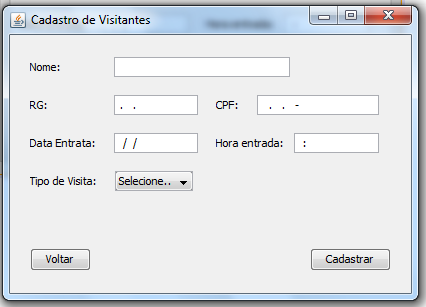 Cadastro de Visitantes
Nome:
RG: . . CPF: . . -
Data Entrata: / / Hora entrada: :
Tipo de Visita: Selecione..
Voltar Cadastrar